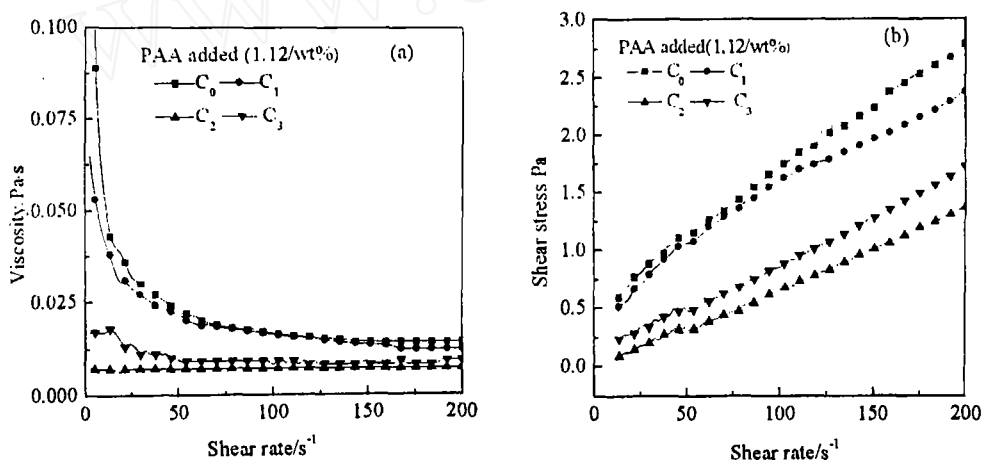 PAA added (1.12/wt%)
(a)
C0 C1
C2 C3
0.100
0.075
0.050
0.025
0.000
Viscosity. Pa·s
0 50 100 150 200
Shear rate/s-1
PAA added(1.12/wt%)
(b)
C0 C1
C2 C3
3.0
2.5
2.0
1.5
1.0
0.5
0.0
Shear stress Pa
0 50 100 150 200
Shear rate/s-1